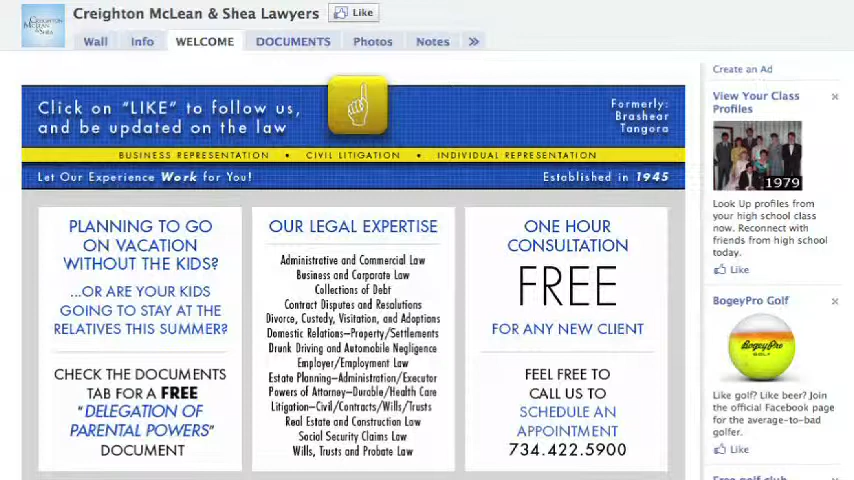 Creighton McLean & Shea Lawyers
Like
Wall
Info
WELCOME
DOCUMENTS
Photos
Notes
»
CREIGHTON
MCLEAN
& SHEA
Click on "LIKE" to follow us,
and be updated on the law
Formerly:
Brashear
Tangora
BUSINESS REPRESENTATION • CIVIL LITIGATION • INDIVIDUAL REPRESENTATION
Let Our Experience Work for You!
Established in 1945
PLANNING TO GO
ON VACATION
WITHOUT THE KIDS?
...OR ARE YOUR KIDS
GOING TO STAY AT THE
RELATIVES THIS SUMMER?
CHECK THE DOCUMENTS
TAB FOR A FREE
"DELEGATION OF
PARENTAL POWERS"
DOCUMENT
OUR LEGAL EXPERTISE
Administrative and Commercial Law
Business and Corporate Law
Collections of Debt
Contract Disputes and Resolutions
Divorce, Custody, Visitation, and Adoptions
Domestic Relations—Property/Settlements
Drunk Driving and Automobile Negligence
Employer/Employment Law
Estate Planning—Administration/Executor
Powers of Attorney—Durable/Health Care
Litigation—Civil/Contracts/Wills/Trusts
Real Estate and Construction Law
Social Security Claims Law
Wills, Trusts and Probate Law
ONE HOUR
CONSULTATION
FREE
FOR ANY NEW CLIENT
FEEL FREE TO
CALL US TO
SCHEDULE AN
APPOINTMENT
734.422.5900
Create an Ad
View Your Class
Profiles
1979
Look up profiles from
your high school class
now. Reconnect with
friends from high school
today.
Like
BogeyPro Golf
BogeyPro
GOLF
Like golf? Like beer? Join
the official Facebook page
for the average-to-bad
golfer.
Like
Free golf club